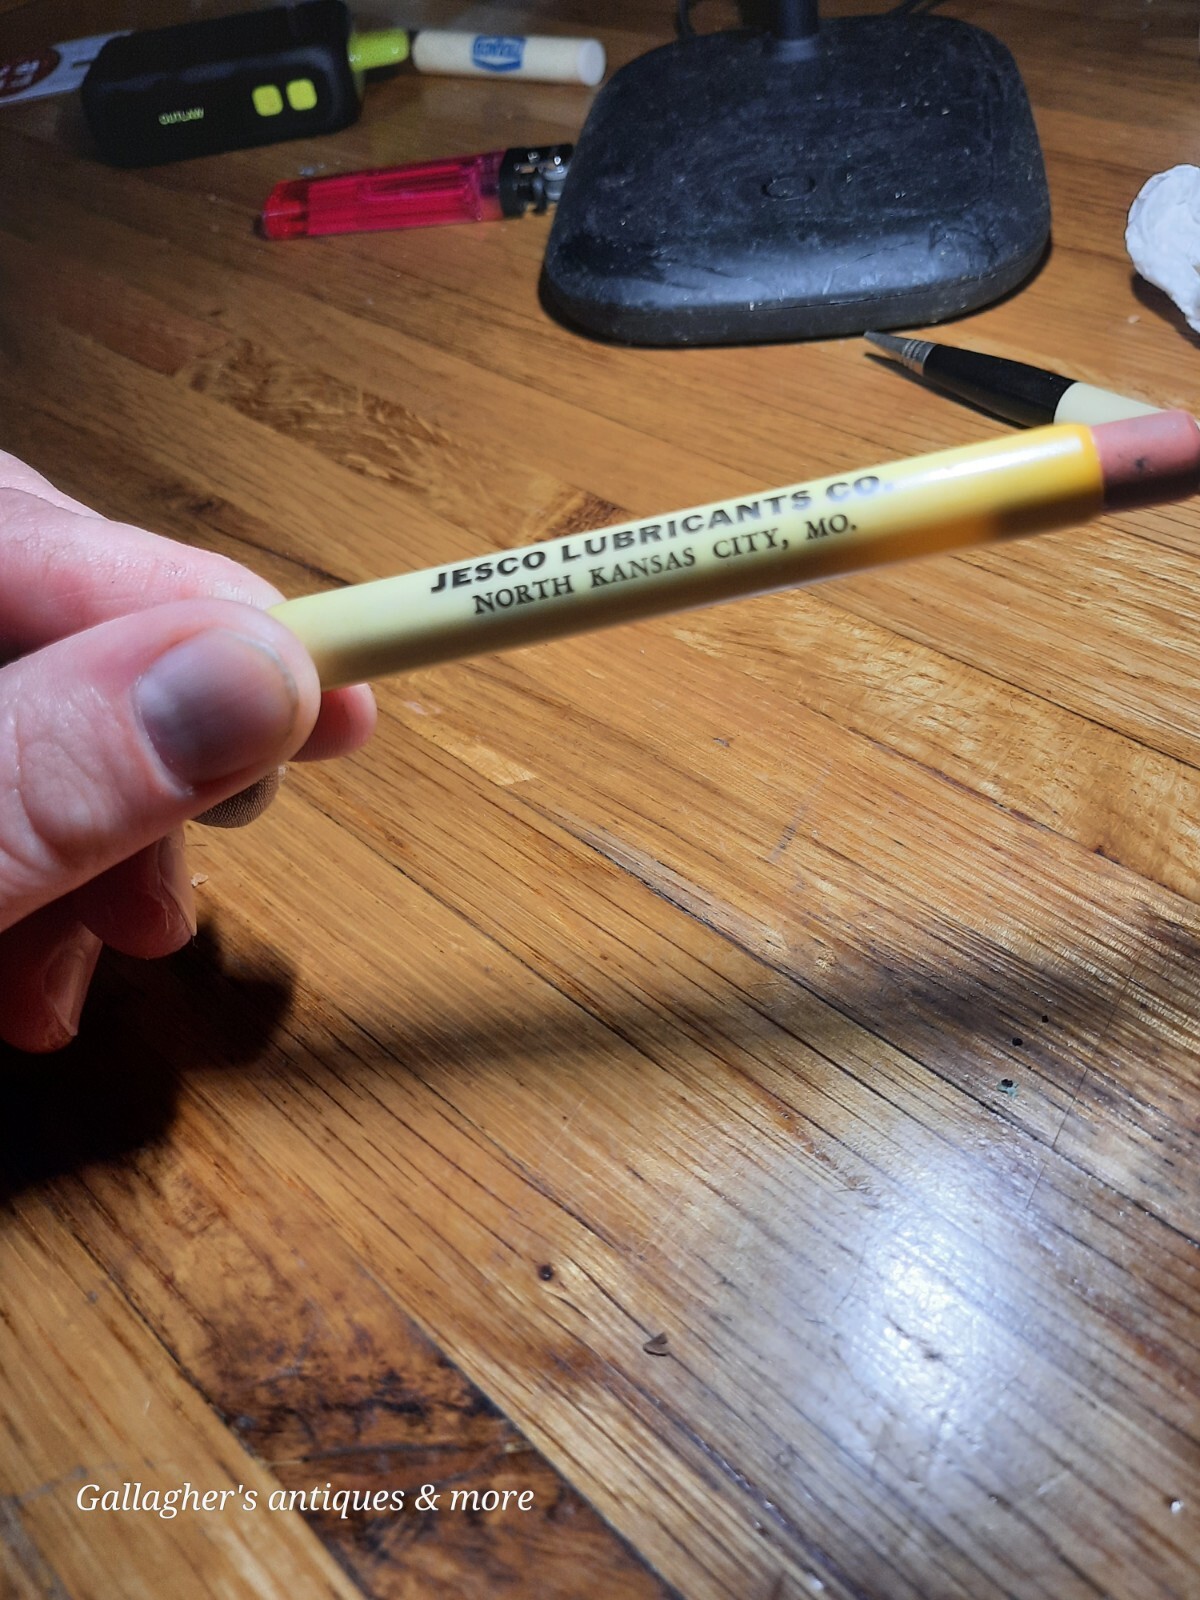 OUTLAW
JESCO LUBRICANTS CO.
NORTH KANSAS CITY, MO.
Gallagher's antiques & more